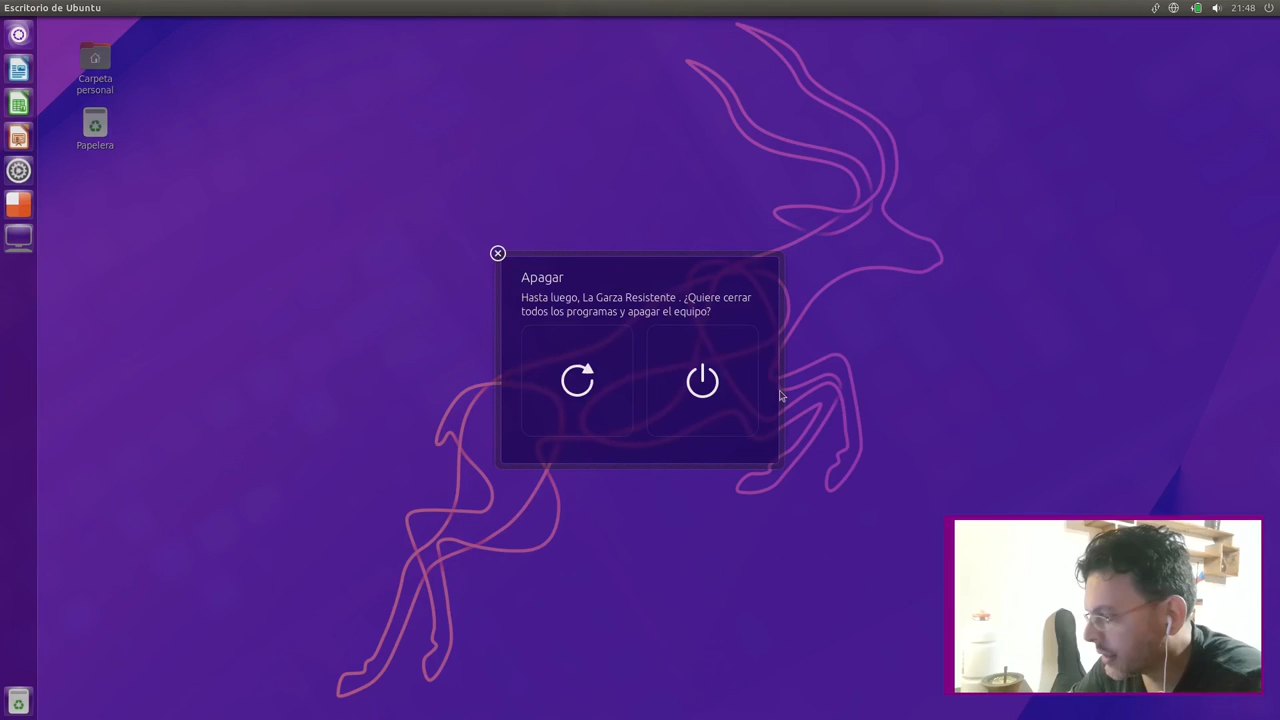 Escritorio de Ubuntu
21:48
Carpeta
personal
Papelera
Apagar
Hasta luego, La Garza Resistente . ¿Quiere cerrar
todos los programas y apagar el equipo?